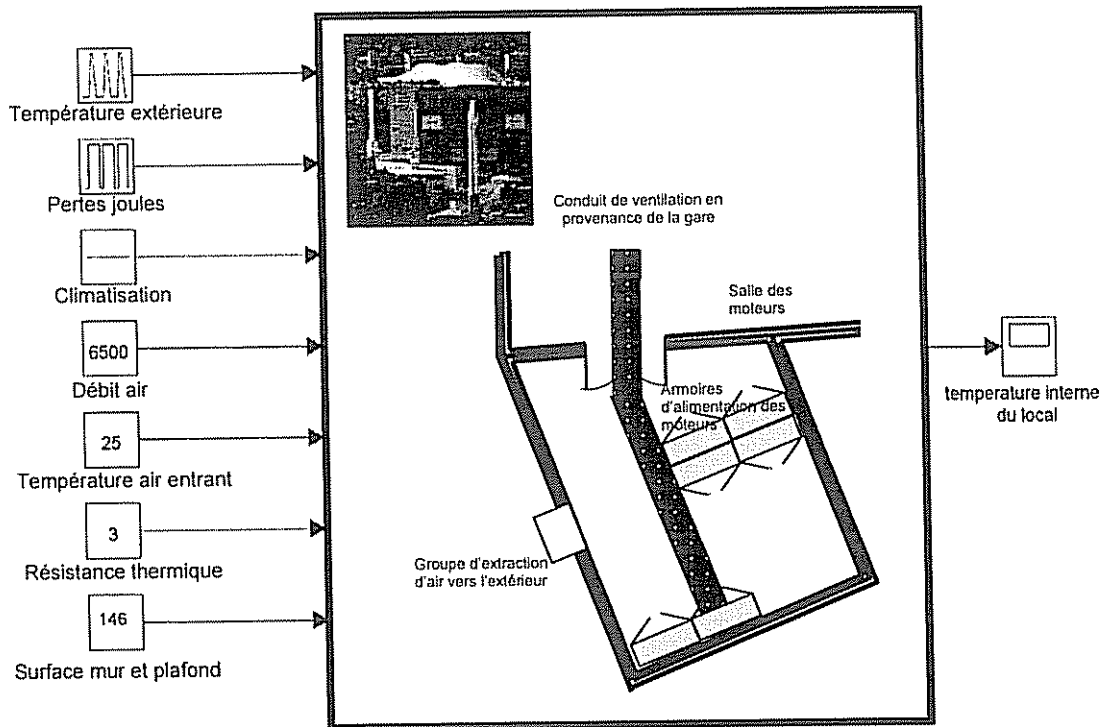 Température extérieure
Pertes joules
Climatisation
6500
Débit air
25
Température air entrant
3
Résistance thermique
146
Surface mur et plafond
Conduit de ventilation en
provenance de la gare
Salle des
moteurs
Armoires
d'alimentation des
moteurs
Groupe d'extraction
d'air vers l'extérieur
temperature interne
du local